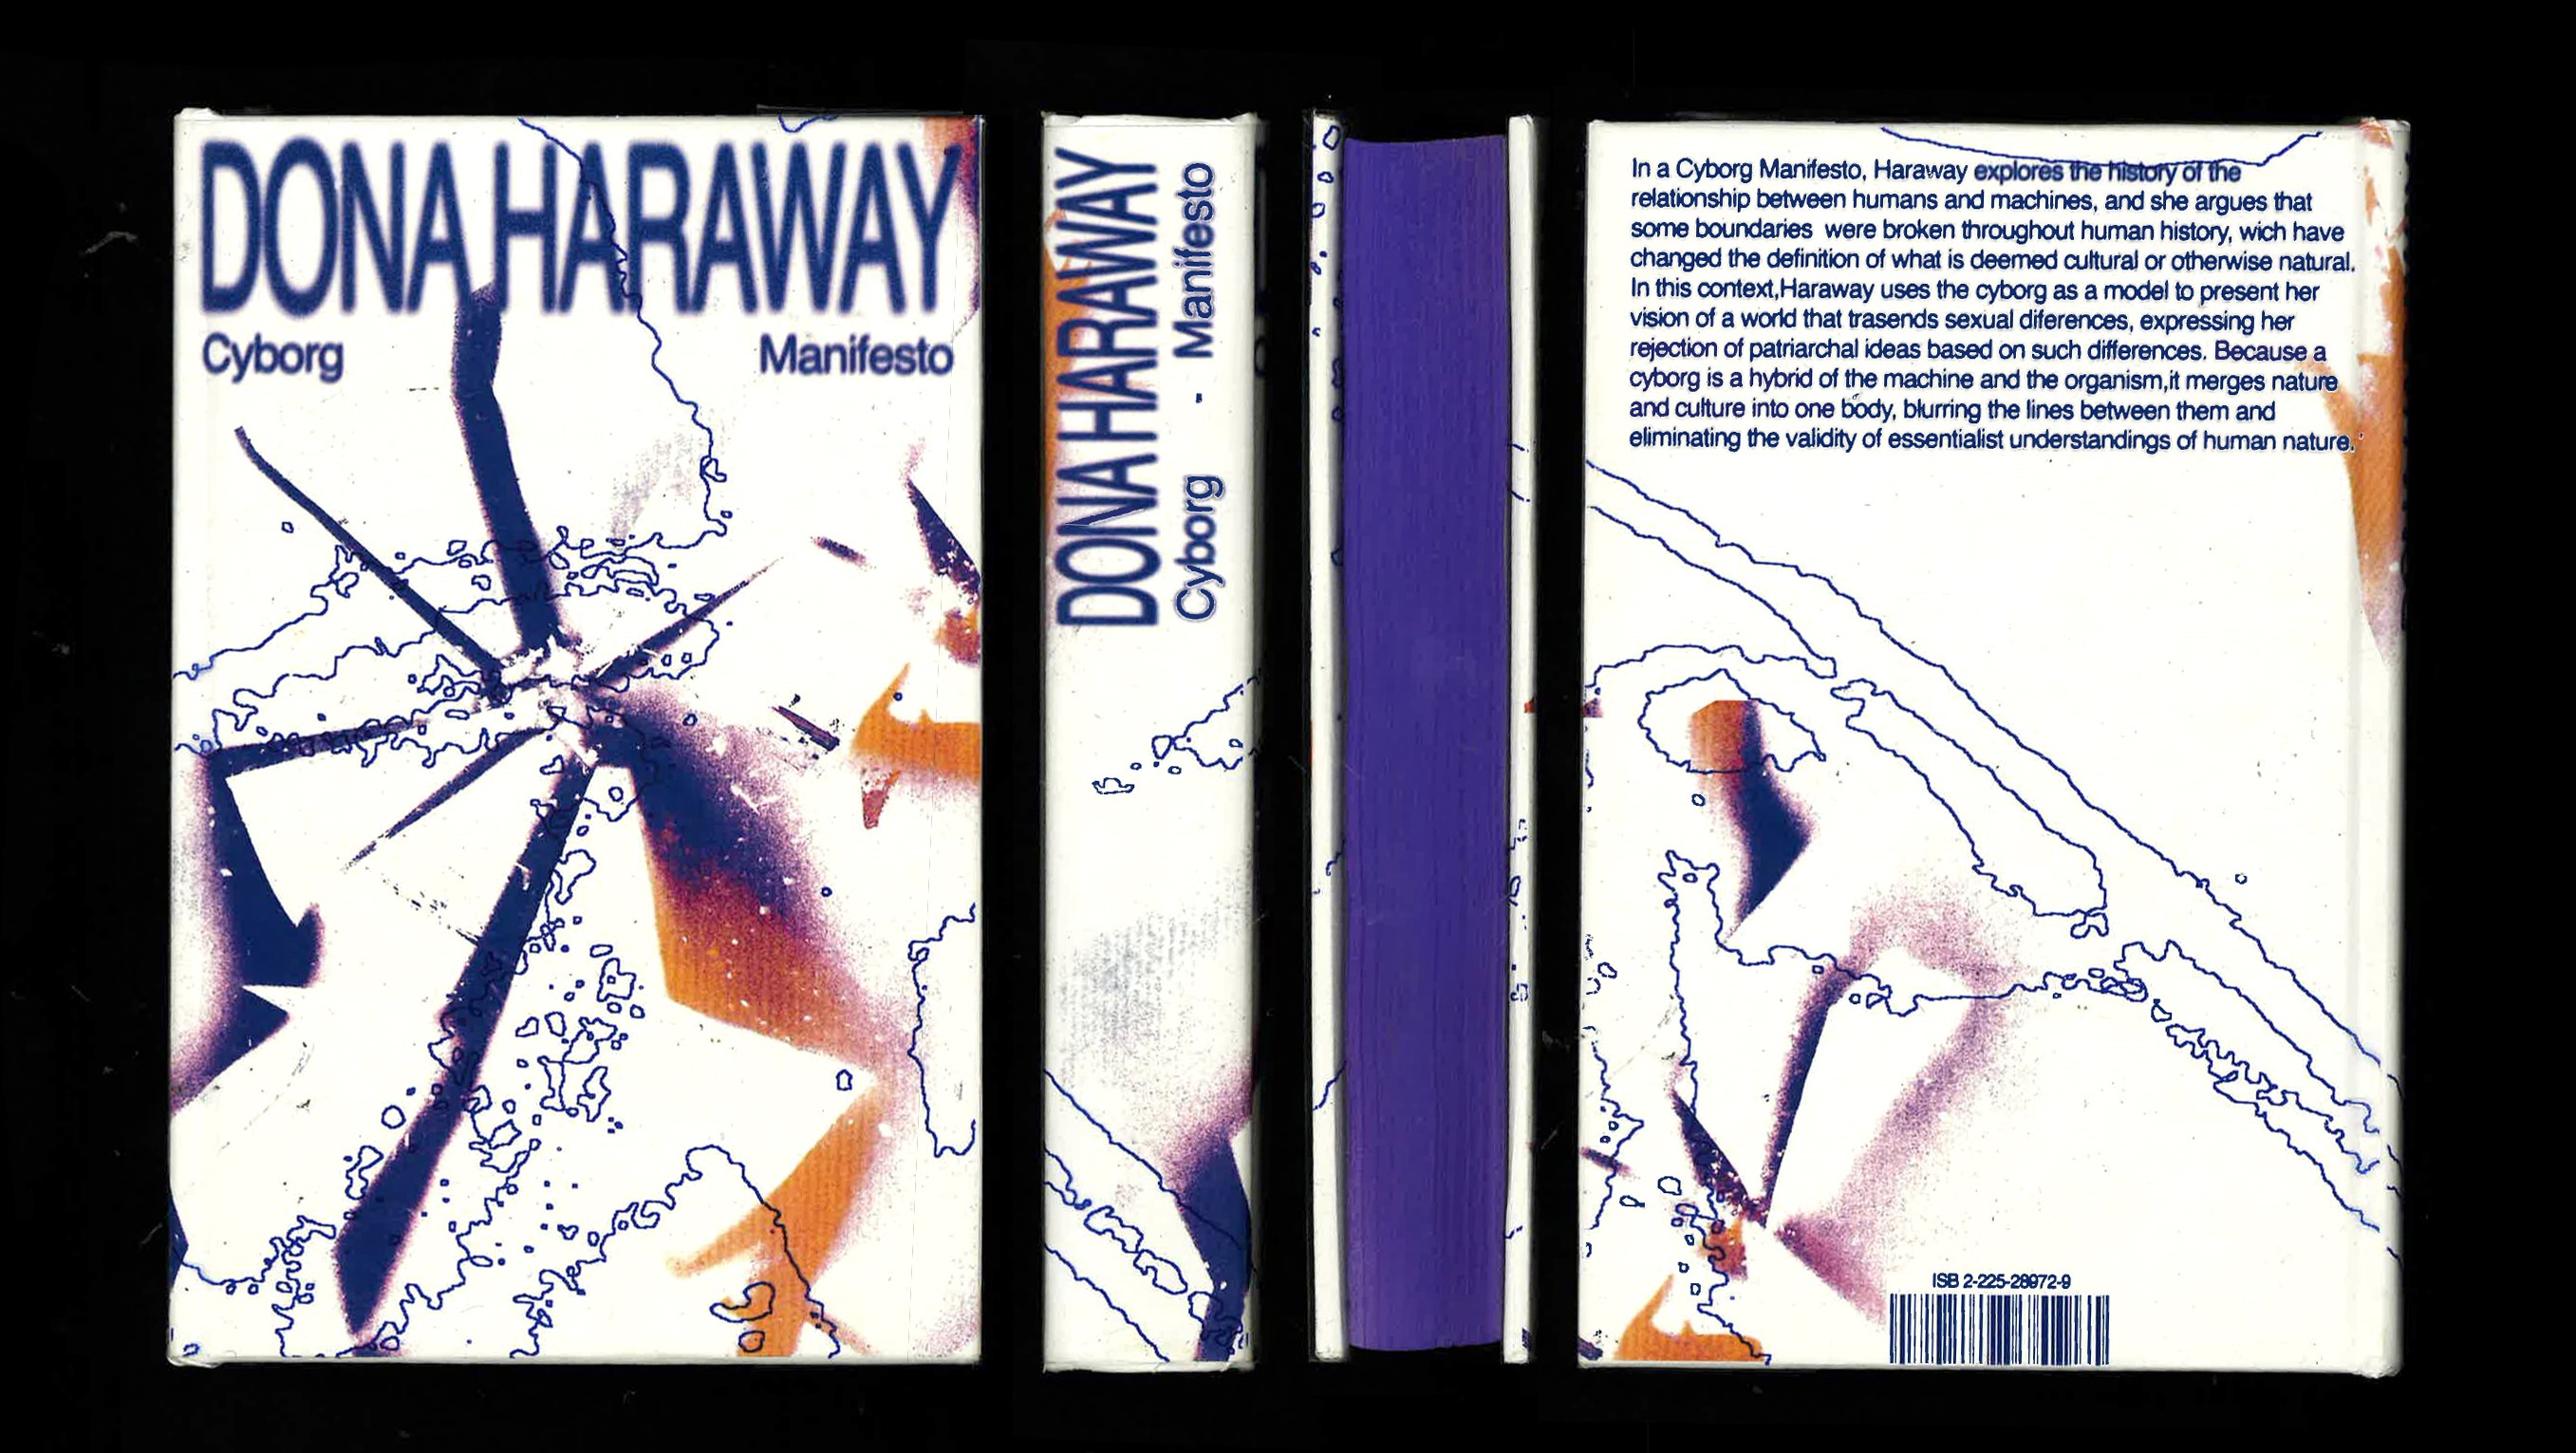 DONA HARAWAY
Cyborg Manifesto
DONA HARAWAY
Cyborg - Manifesto
In a Cyborg Manifesto, Haraway explores the history of the
relationship between humans and machines, and she argues that
some boundaries were broken throughout human history, wich have
changed the definition of what is deemed cultural or otherwise natural.
In this context,Haraway uses the cyborg as a model to present her
vision of a world that trasends sexual diferences, expressing her
rejection of patriarchal ideas based on such differences. Because a
cyborg is a hybrid of the machine and the organism,it merges nature
and culture into one body, blurring the lines between them and
eliminating the validity of essentialist understandings of human nature.
ISB 2-225-28972-9